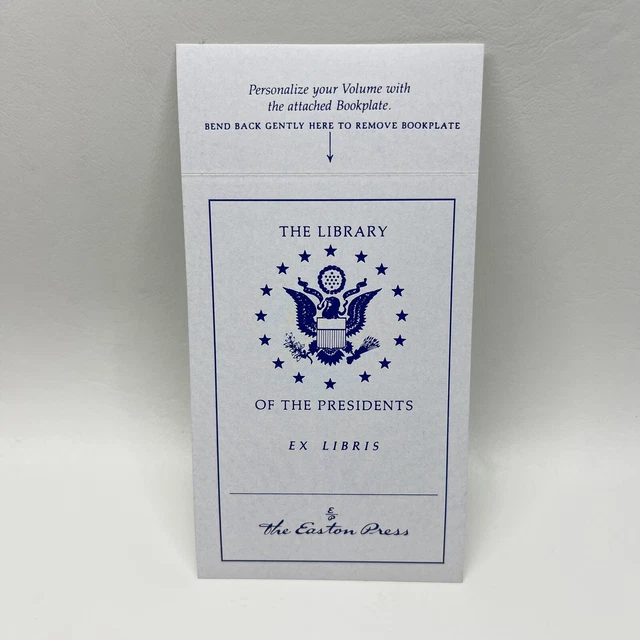 Personalize your Volume with
the attached Bookplate.
BEND BACK GENTLY HERE TO REMOVE BOOKPLATE
THE LIBRARY
OF THE PRESIDENTS
EX LIBRIS
E
P
the Easton Press